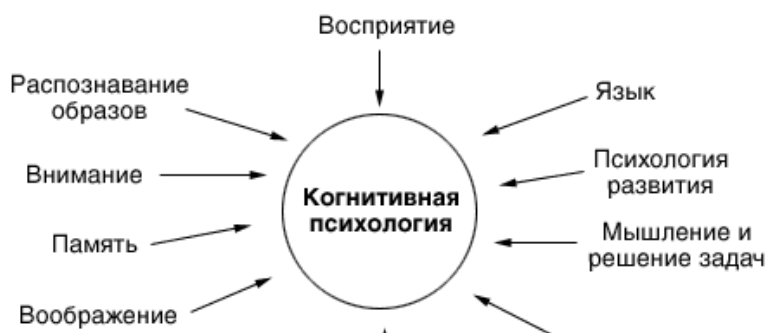 Восприятие
Распознавание
образов
Язык
Внимание
Когнитивная
психология
Психология
развития
Память
Мышление и
решение задач
Воображение